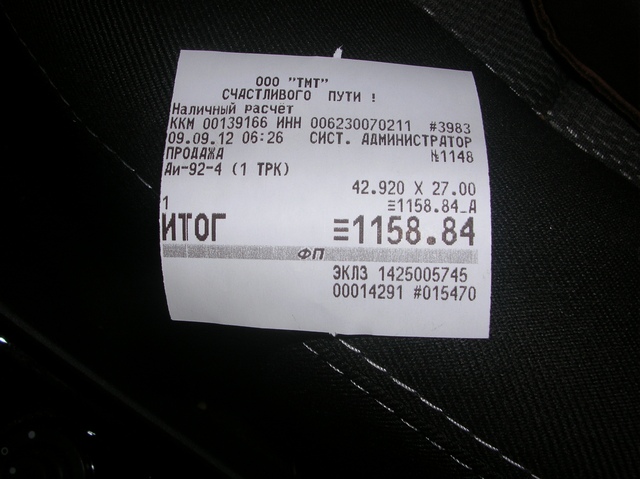 ООО "ТМТ"
СЧАСТЛИВОГО ПУТИ !
Наличный расчет
ККМ 00139166 ИНН 006230070211 #3983
09.09.12 06:26 СИСТ. АДМИНИСТРАТОР
ПРОДАЖА №1148
Аи-92-4 (1 ТРК)
42.920 X 27.00
1 ≡1158.84_А
ИТОГ ≡1158.84
ФП
ЭКЛЗ 1425005745
00014291 #015470